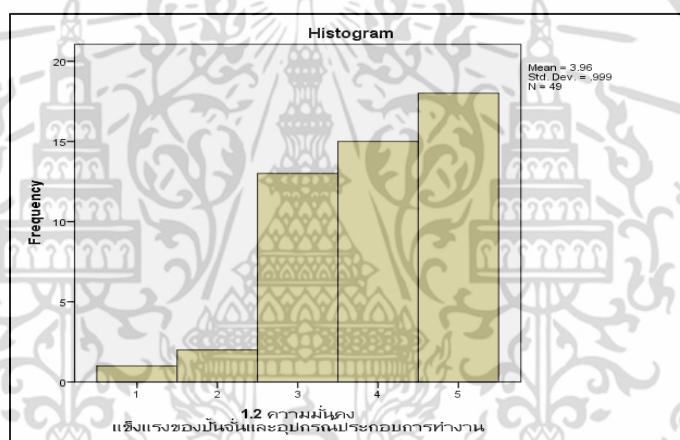 Histogram
Mean = 3.96
Std. Dev. = .999
N = 49
20
15
10
5
0
Frequency
1 2 3 4 5
1.2 ความมั่นคง
แข็งแรงของปั้นจั่นและอุปกรณ์ประกอบการทำงาน